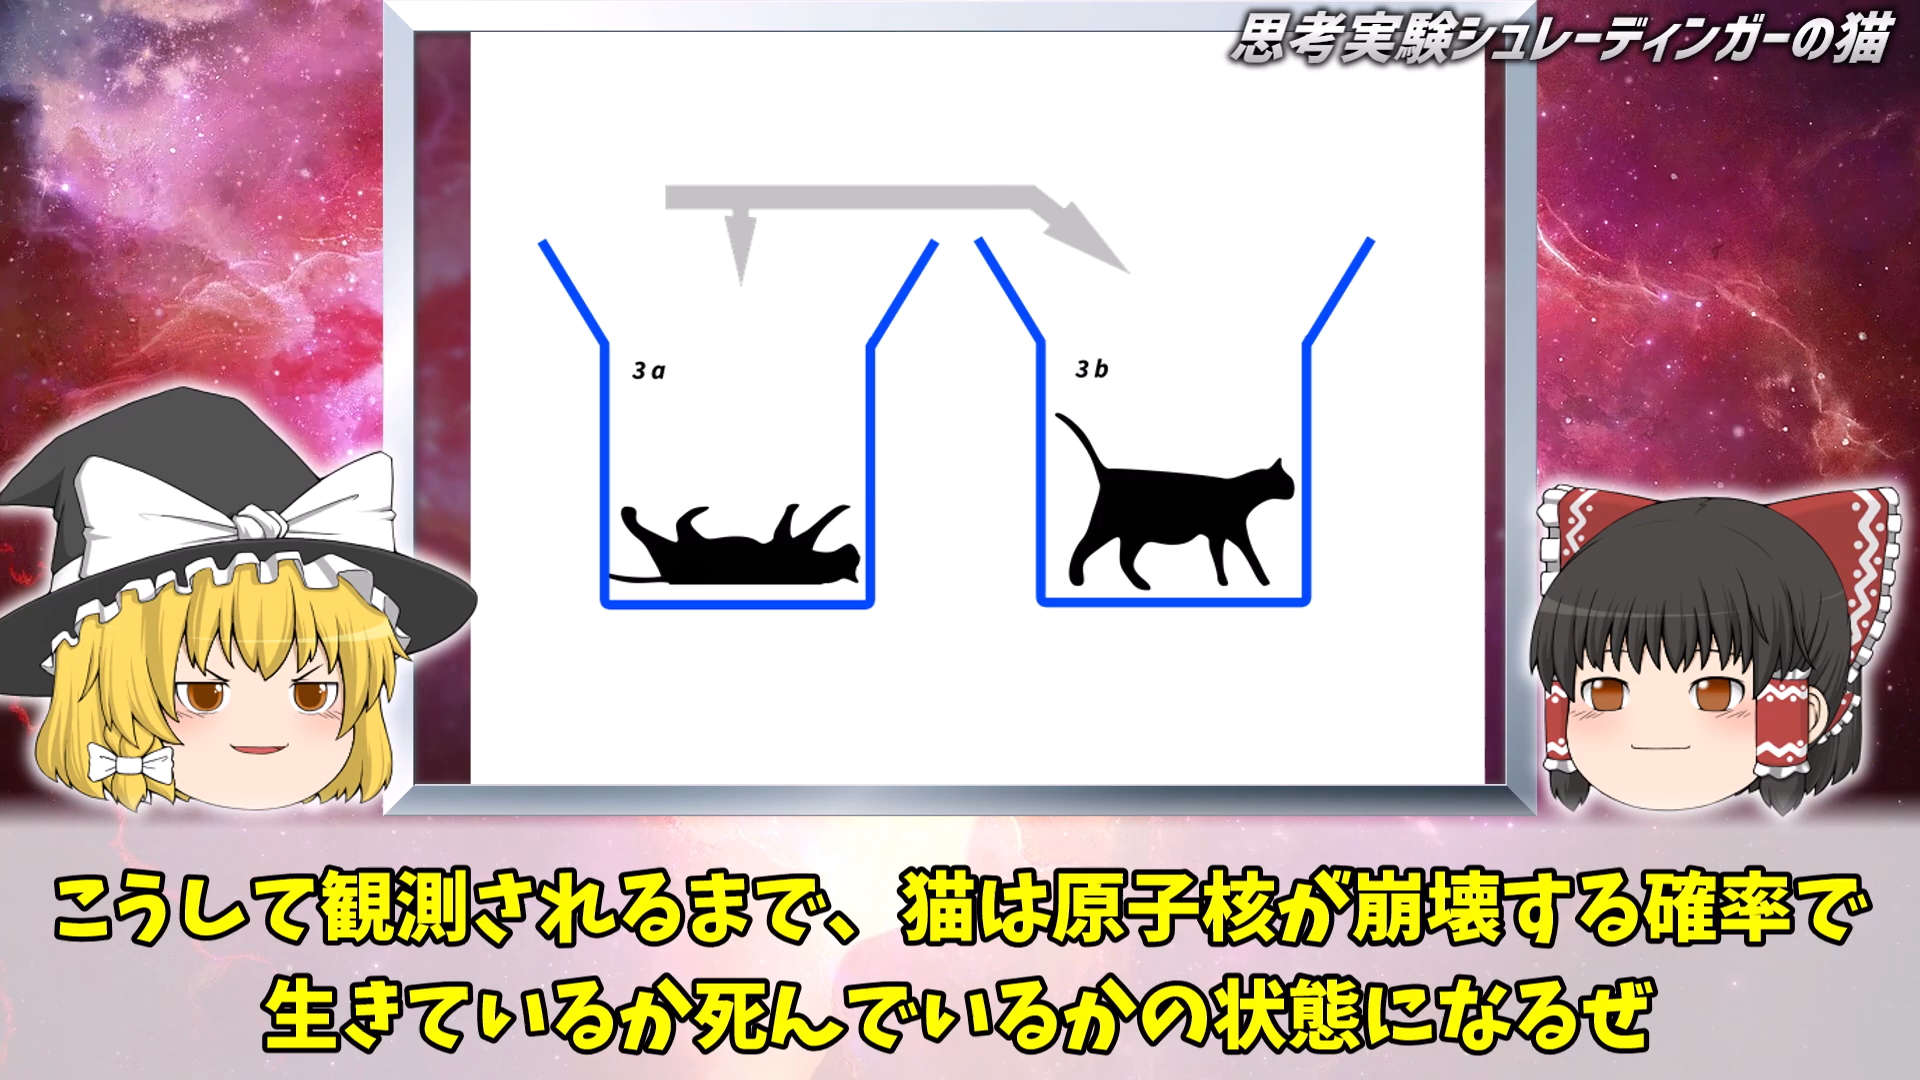 思考実験シュレーディンガーの猫
3a
3b
こうして観測されるまで、猫は原子核が崩壊する確率で
生きているか死んでいるかの状態になるぜ